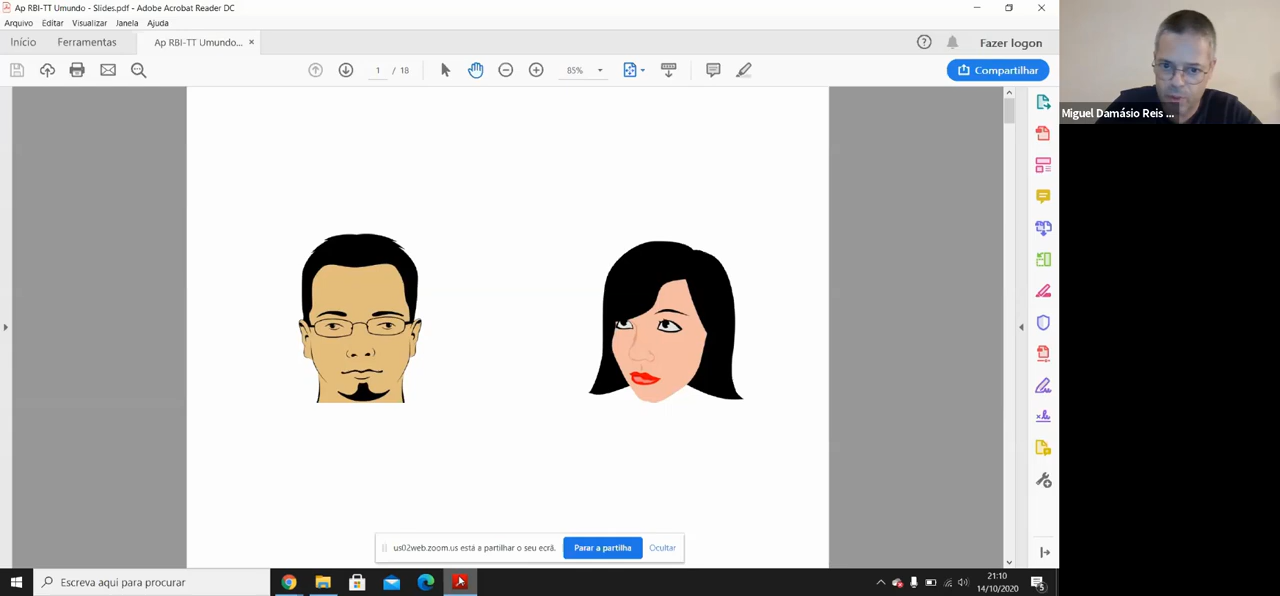 Ap RBI-TT Umundo - Slides.pdf - Adobe Acrobat Reader DC
Arquivo Editar Visualizar Janela Ajuda
Início Ferramentas Ap RBI-TT Umundo... × Fazer logon
1 / 18 85% Compartilhar
Miguel Damásio Reis ...
us02web.zoom.us está a partilhar o seu ecrã. Parar a partilha Ocultar
Escreva aqui para procurar
21:10
14/10/2020
5